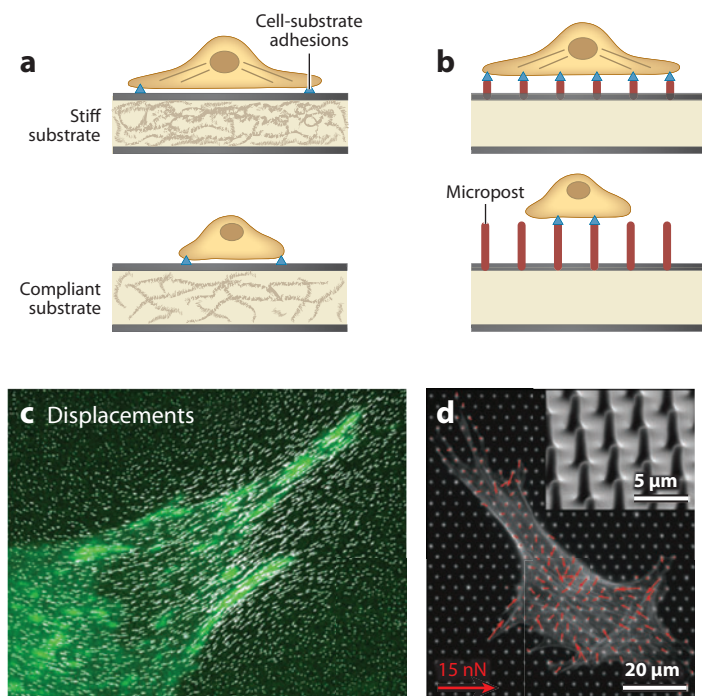 a
Cell-substrate
adhesions
b
Stiff
substrate
Micropost
Compliant
substrate
c Displacements
d
5 µm
15 nN
20 µm